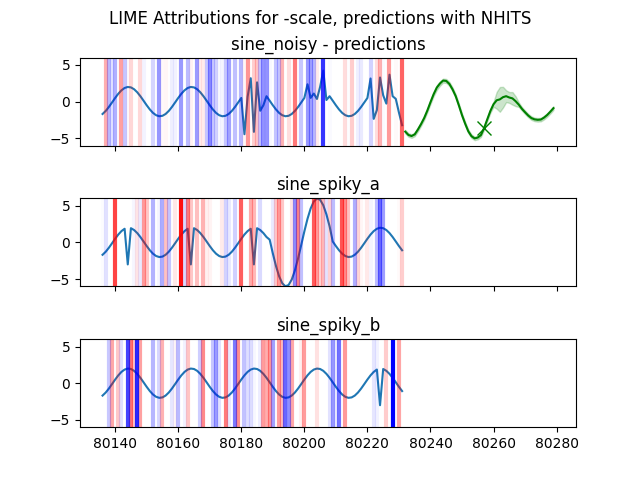 LIME Attributions for -scale, predictions with NHITS
sine_noisy - predictions
5
0
−5
sine_spiky_a
5
0
−5
sine_spiky_b
5
0
−5
80140 80160 80180 80200 80220 80240 80260 80280